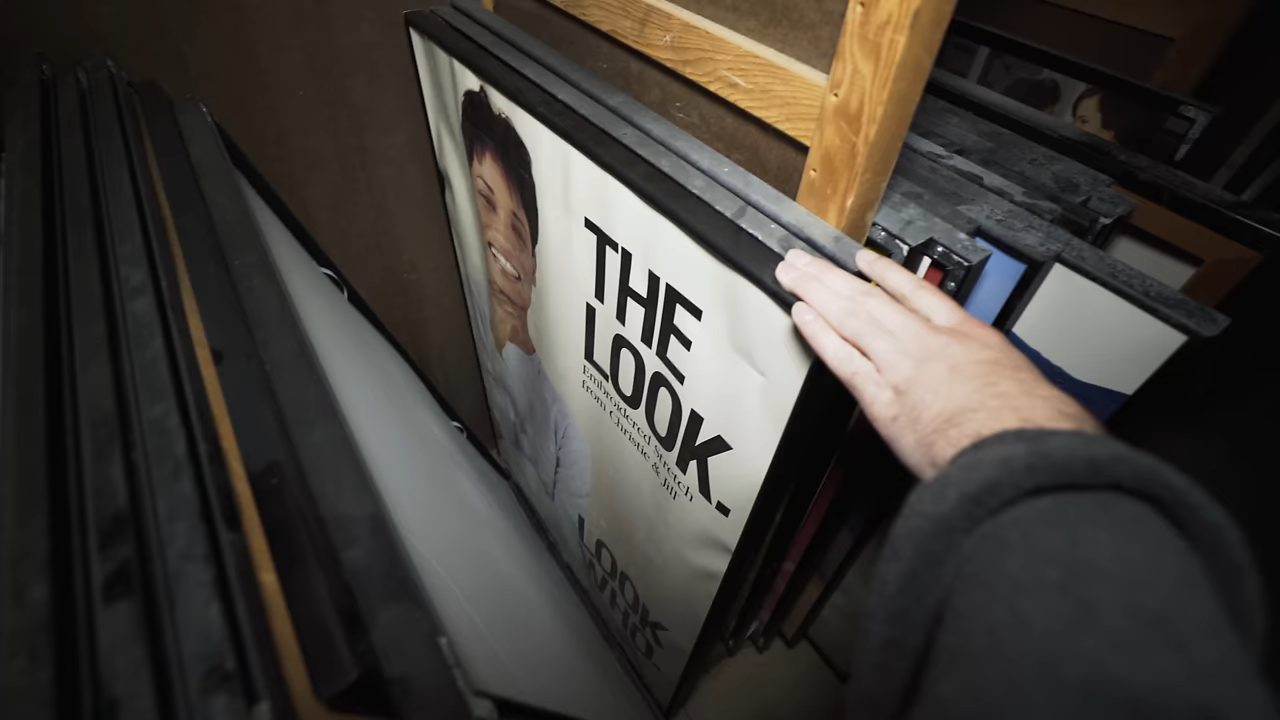 THE
LOOK.
Embroidered Stretch
from Christie & Jill
LOOK
WHO